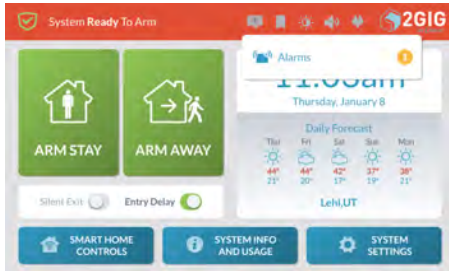 System Ready To Arm
2GIG
Alarms
1
Thursday, January 8
Daily Forecast
Thu Fri Sat Sun Mon
44° 44° 42° 37° 38°
21° 20° 17° 19° 21°
Lehi,UT
ARM STAY
ARM AWAY
Silent Exit
Entry Delay
SMART HOME
CONTROLS
SYSTEM INFO
AND USAGE
SYSTEM
SETTINGS